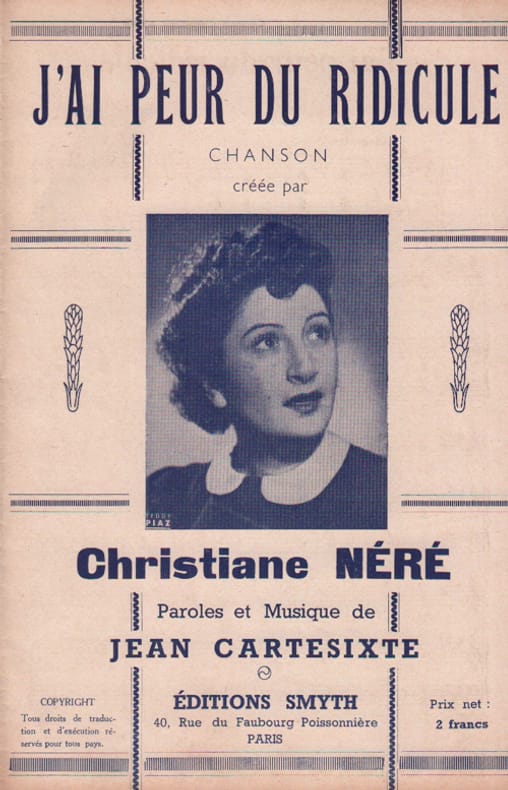 J'AI PEUR DU RIDICULE
CHANSON
créée par
TEDDY
PIAZ
Christiane NÉRÉ
Paroles et Musique de
JEAN CARTESIXTE
ÉDITIONS SMYTH
40, Rue du Faubourg Poissonnière
PARIS
COPYRIGHT
Tous droits de traduc-
tion et d'exécution ré-
servés pour tous pays.
Prix net :
2 francs